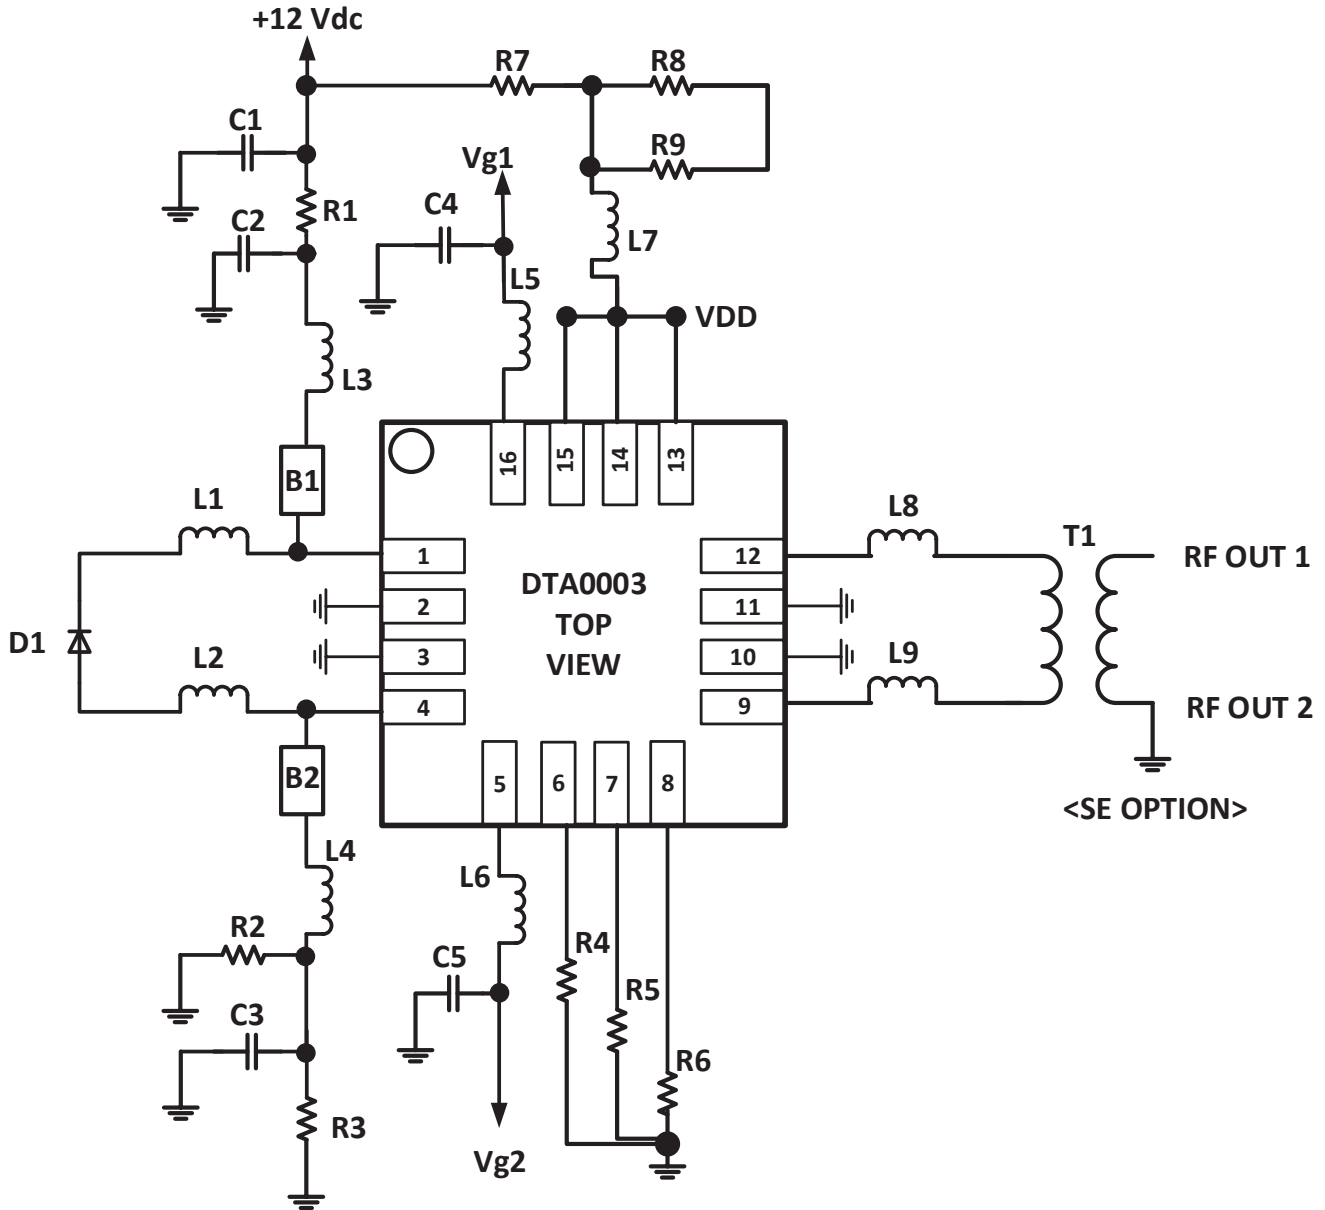 +12 Vdc
R7
R8
C1
R9
Vg1
R1
C4
C2
L7
L5
VDD
L3
16
15
14
13
B1
L1
L8
T1
1
12
RF OUT 1
DTA0003
TOP
VIEW
2
11
D1
L2
3
10
L9
4
9
RF OUT 2
B2
5
6
7
8
<SE OPTION>
L4
L6
R2
R4
C5
R5
C3
R6
R3
Vg2